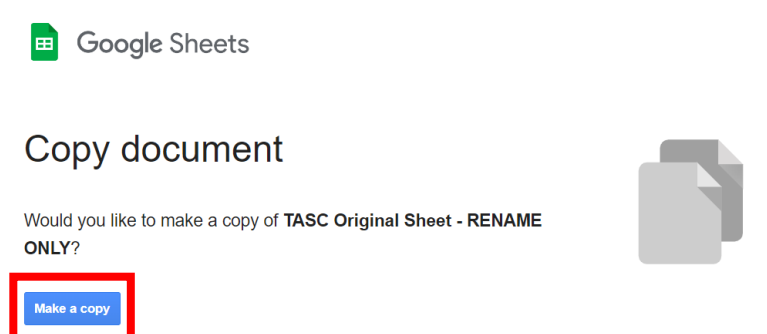 Google Sheets
Copy document
Would you like to make a copy of TASC Original Sheet - RENAME
ONLY?
Make a copy